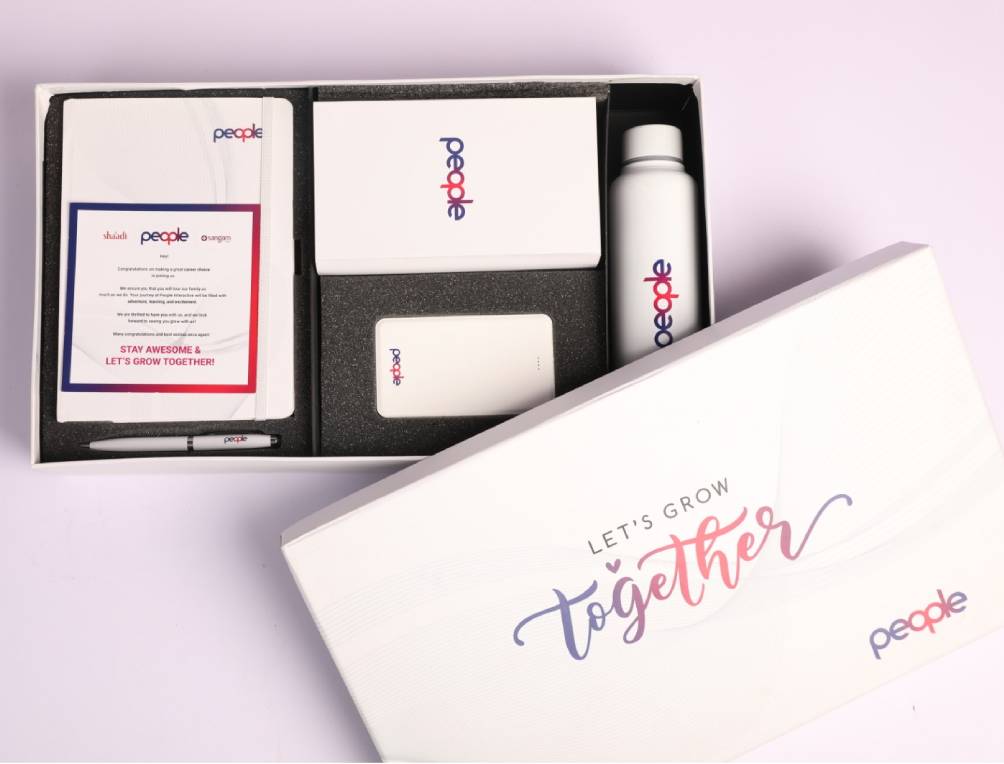 people
shaadi people sangam
Hey!
Congratulations on making a great career choice
in joining us.
We ensure you that you will love our family as
much as we do. Your journey at People Interactive will be filled with
adventure, learning, and excitement.
We are thrilled to have you with us, and we look
forward to seeing you grow with us!
Many congratulations and best wishes once again!
STAY AWESOME &
LET'S GROW TOGETHER!
people
people
people
people
LET'S GROW
together
people